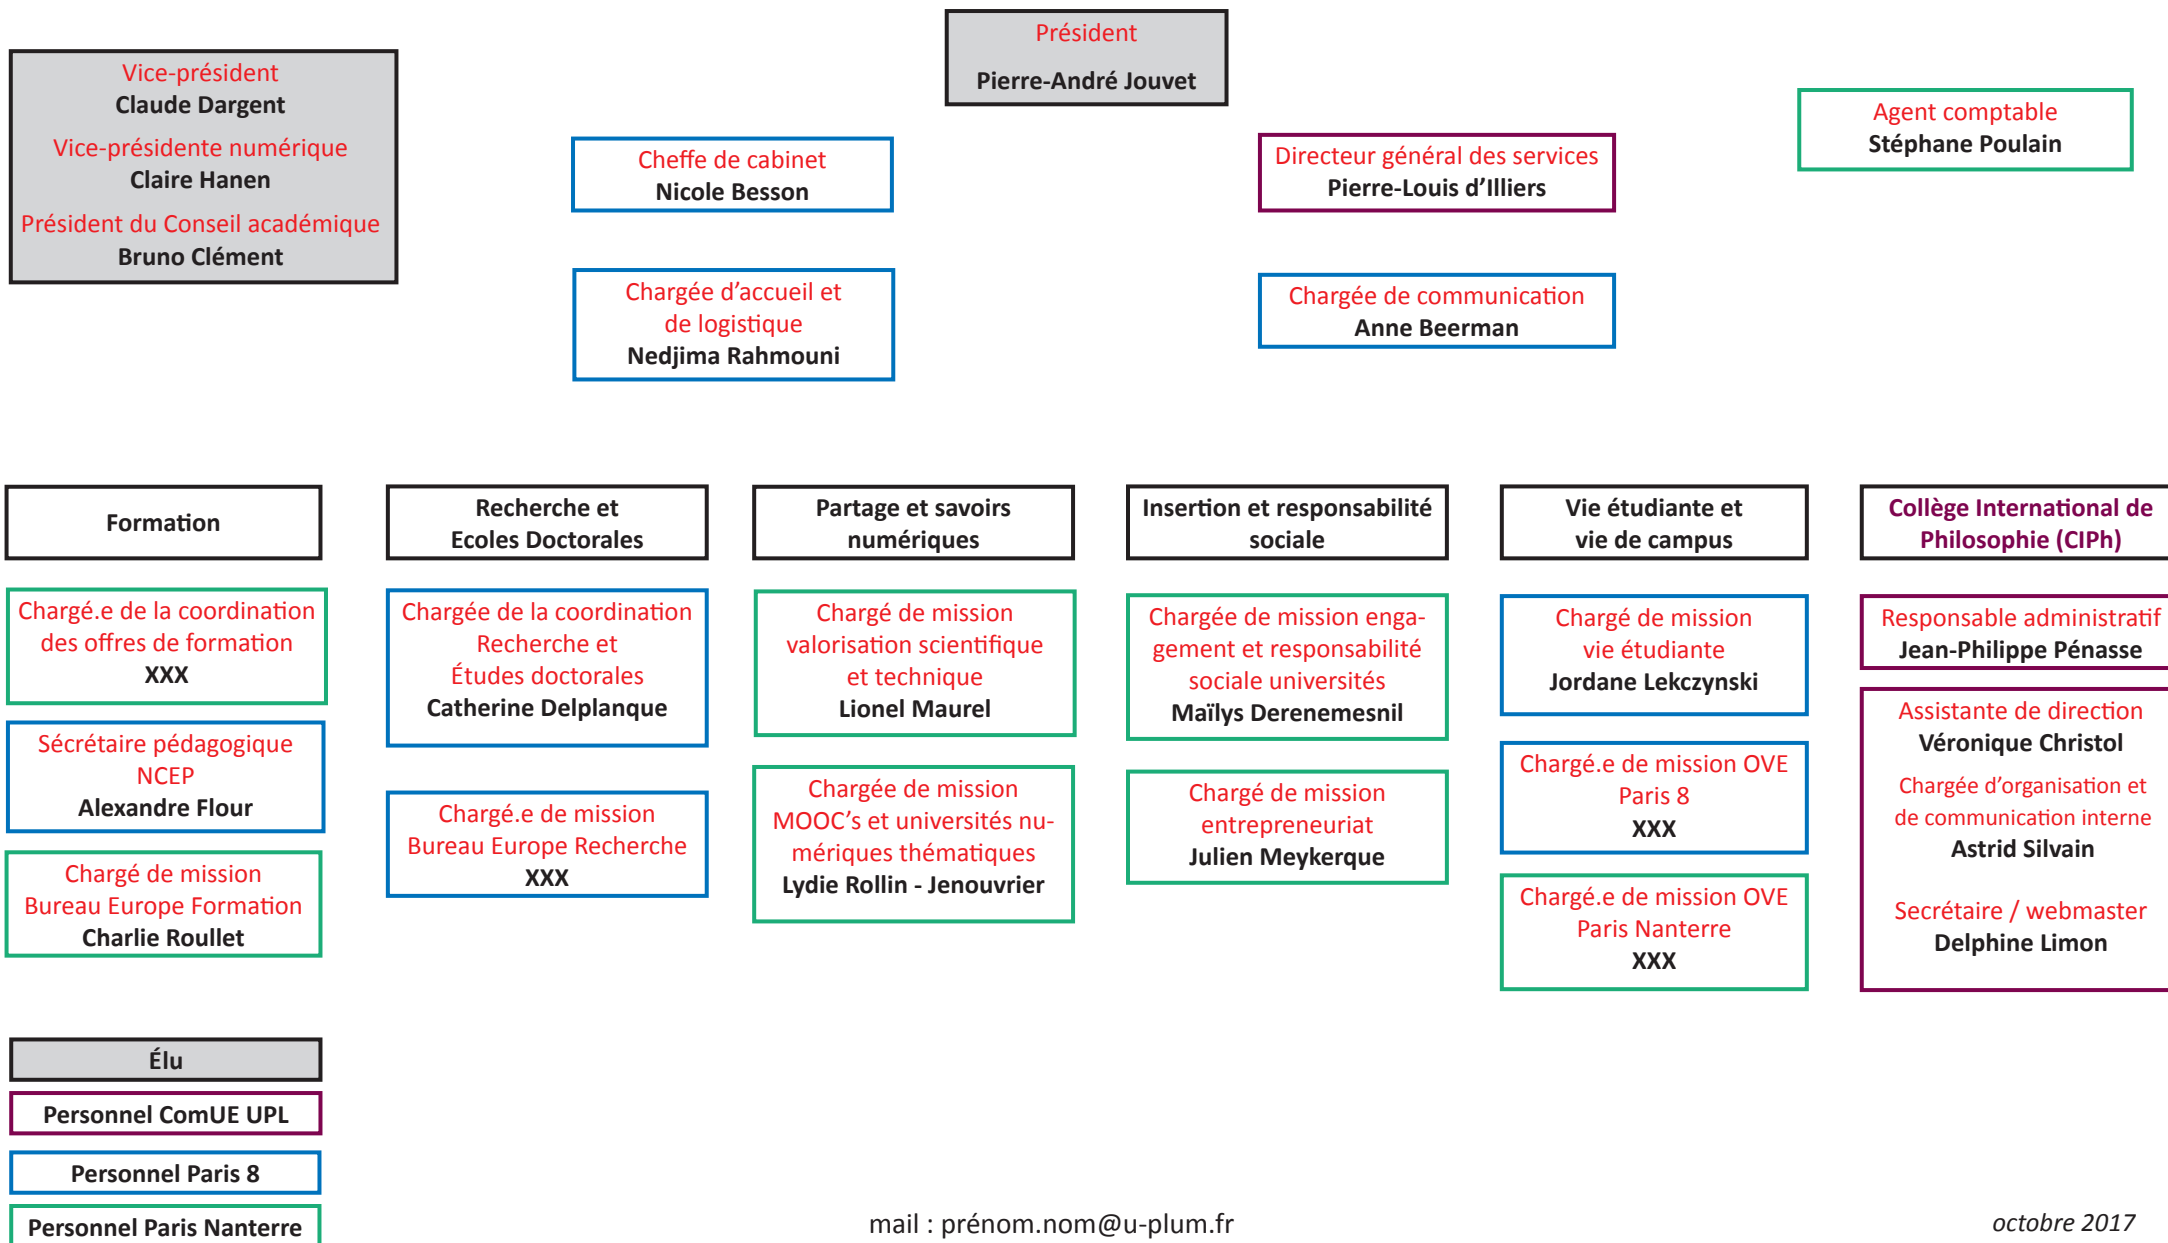 Président
Pierre-André Jouvet
Vice-président
Claude Dargent
Vice-présidente numérique
Claire Hanen
Président du Conseil académique
Bruno Clément
Cheffe de cabinet
Nicole Besson
Directeur général des services
Pierre-Louis d’Illiers
Agent comptable
Stéphane Poulain
Chargée d’accueil et
de logistique
Nedjima Rahmouni
Chargée de communication
Anne Beerman
Formation
Chargé.e de la coordination
des offres de formation
XXX
Sécrétaire pédagogique
NCEP
Alexandre Flour
Chargé de mission
Bureau Europe Formation
Charlie Roullet
Recherche et
Ecoles Doctorales
Chargée de la coordination
Recherche et
Études doctorales
Catherine Delplanque
Chargé.e de mission
Bureau Europe Recherche
XXX
Partage et savoirs
numériques
Chargé de mission
valorisation scientifique
et technique
Lionel Maurel
Chargée de mission
MOOC’s et universités nu-
mériques thématiques
Lydie Rollin - Jenouvrier
Insertion et responsabilité
sociale
Chargée de mission enga-
gement et responsabilité
sociale universités
Maïlys Derenemesnil
Chargé de mission
entrepreneuriat
Julien Meykerque
Vie étudiante et
vie de campus
Chargé de mission
vie étudiante
Jordane Lekczynski
Chargé.e de mission OVE
Paris 8
XXX
Chargé.e de mission OVE
Paris Nanterre
XXX
Collège International de
Philosophie (CIPh)
Responsable administratif
Jean-Philippe Pénasse
Assistante de direction
Véronique Christol
Chargée d’organisation et
de communication interne
Astrid Silvain
Secrétaire / webmaster
Delphine Limon
Élu
Personnel ComUE UPL
Personnel Paris 8
Personnel Paris Nanterre
mail : prénom.nom@u-plum.fr
octobre 2017